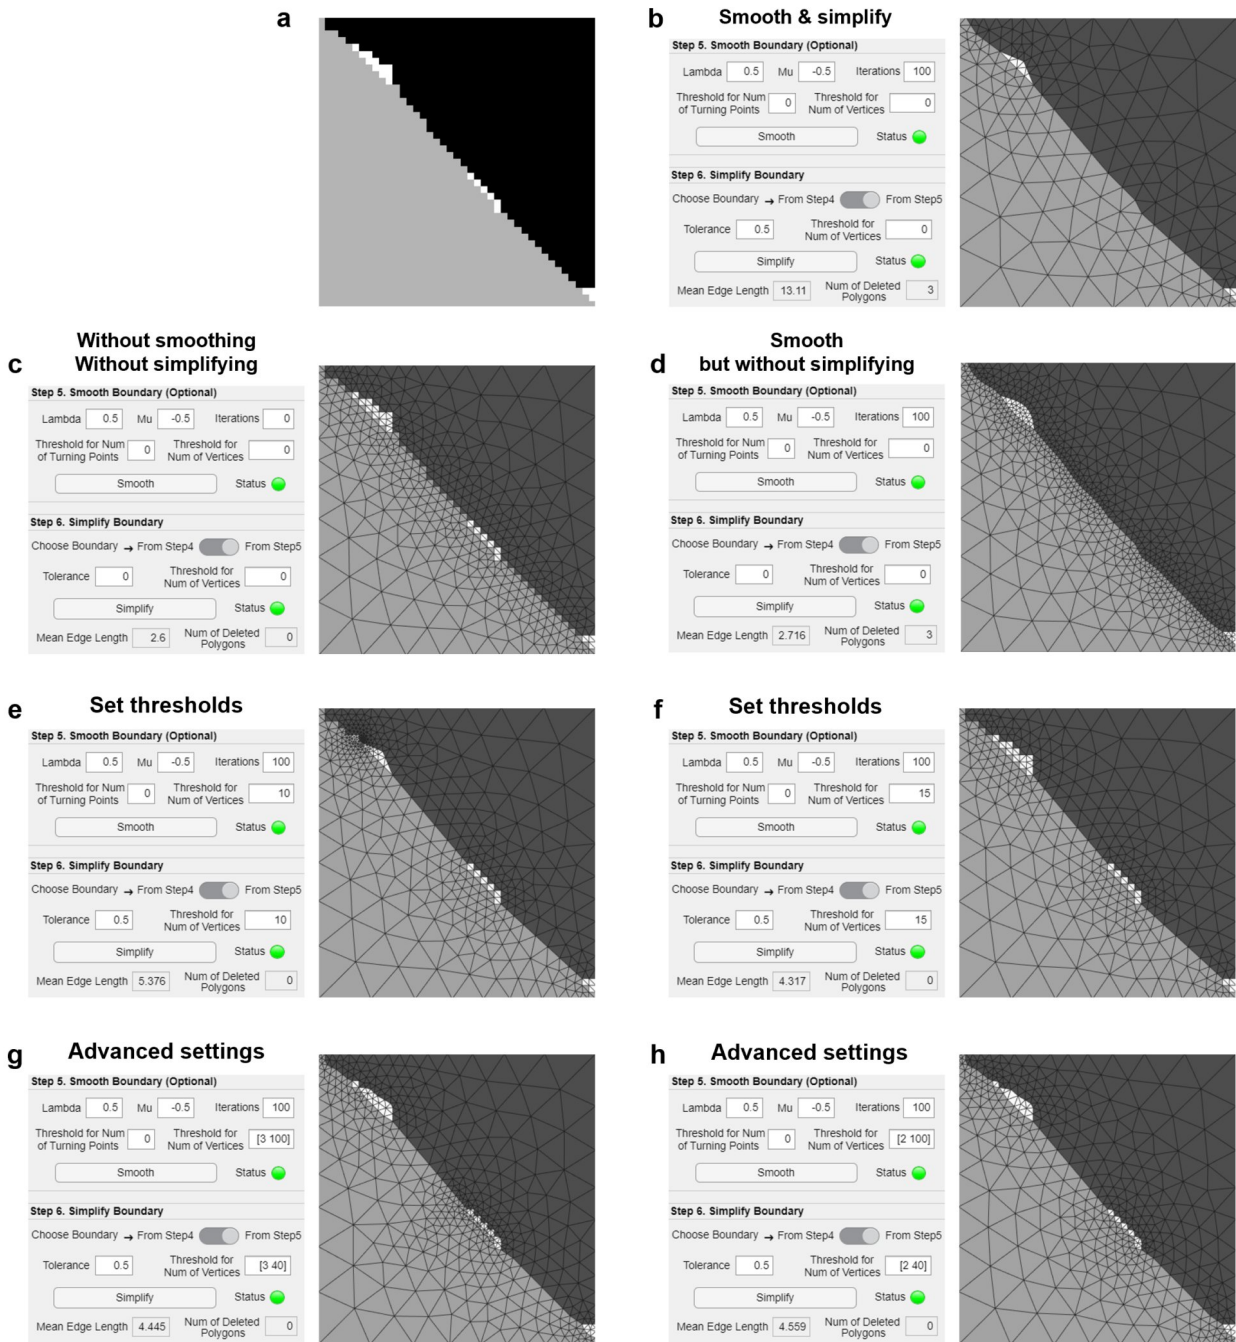 a
b
Smooth & simplify
Step 5. Smooth Boundary (Optional)
Lambda 0.5 Mu -0.5 Iterations 100
Threshold for Num of Turning Points 0 Threshold for Num of Vertices 0
Smooth Status
Step 6. Simplify Boundary
Choose Boundary → From Step4 From Step5
Tolerance 0.5 Threshold for Num of Vertices 0
Simplify Status
Mean Edge Length 13.11 Num of Deleted Polygons 3
c
Without smoothing
Without simplifying
Step 5. Smooth Boundary (Optional)
Lambda 0.5 Mu -0.5 Iterations 0
Threshold for Num of Turning Points 0 Threshold for Num of Vertices 0
Smooth Status
Step 6. Simplify Boundary
Choose Boundary → From Step4 From Step5
Tolerance 0 Threshold for Num of Vertices 0
Simplify Status
Mean Edge Length 2.6 Num of Deleted Polygons 0
d
Smooth
but without simplifying
Step 5. Smooth Boundary (Optional)
Lambda 0.5 Mu -0.5 Iterations 100
Threshold for Num of Turning Points 0 Threshold for Num of Vertices 0
Smooth Status
Step 6. Simplify Boundary
Choose Boundary → From Step4 From Step5
Tolerance 0 Threshold for Num of Vertices 0
Simplify Status
Mean Edge Length 2.716 Num of Deleted Polygons 3
e
Set thresholds
Step 5. Smooth Boundary (Optional)
Lambda 0.5 Mu -0.5 Iterations 100
Threshold for Num of Turning Points 0 Threshold for Num of Vertices 10
Smooth Status
Step 6. Simplify Boundary
Choose Boundary → From Step4 From Step5
Tolerance 0.5 Threshold for Num of Vertices 10
Simplify Status
Mean Edge Length 5.376 Num of Deleted Polygons 0
f
Set thresholds
Step 5. Smooth Boundary (Optional)
Lambda 0.5 Mu -0.5 Iterations 100
Threshold for Num of Turning Points 0 Threshold for Num of Vertices 15
Smooth Status
Step 6. Simplify Boundary
Choose Boundary → From Step4 From Step5
Tolerance 0.5 Threshold for Num of Vertices 15
Simplify Status
Mean Edge Length 4.317 Num of Deleted Polygons 0
g
Advanced settings
Step 5. Smooth Boundary (Optional)
Lambda 0.5 Mu -0.5 Iterations 100
Threshold for Num of Turning Points 0 Threshold for Num of Vertices [3 100]
Smooth Status
Step 6. Simplify Boundary
Choose Boundary → From Step4 From Step5
Tolerance 0.5 Threshold for Num of Vertices [3 40]
Simplify Status
Mean Edge Length 4.445 Num of Deleted Polygons 0
h
Advanced settings
Step 5. Smooth Boundary (Optional)
Lambda 0.5 Mu -0.5 Iterations 100
Threshold for Num of Turning Points 0 Threshold for Num of Vertices [2 100]
Smooth Status
Step 6. Simplify Boundary
Choose Boundary → From Step4 From Step5
Tolerance 0.5 Threshold for Num of Vertices [2 40]
Simplify Status
Mean Edge Length 4.559 Num of Deleted Polygons 0